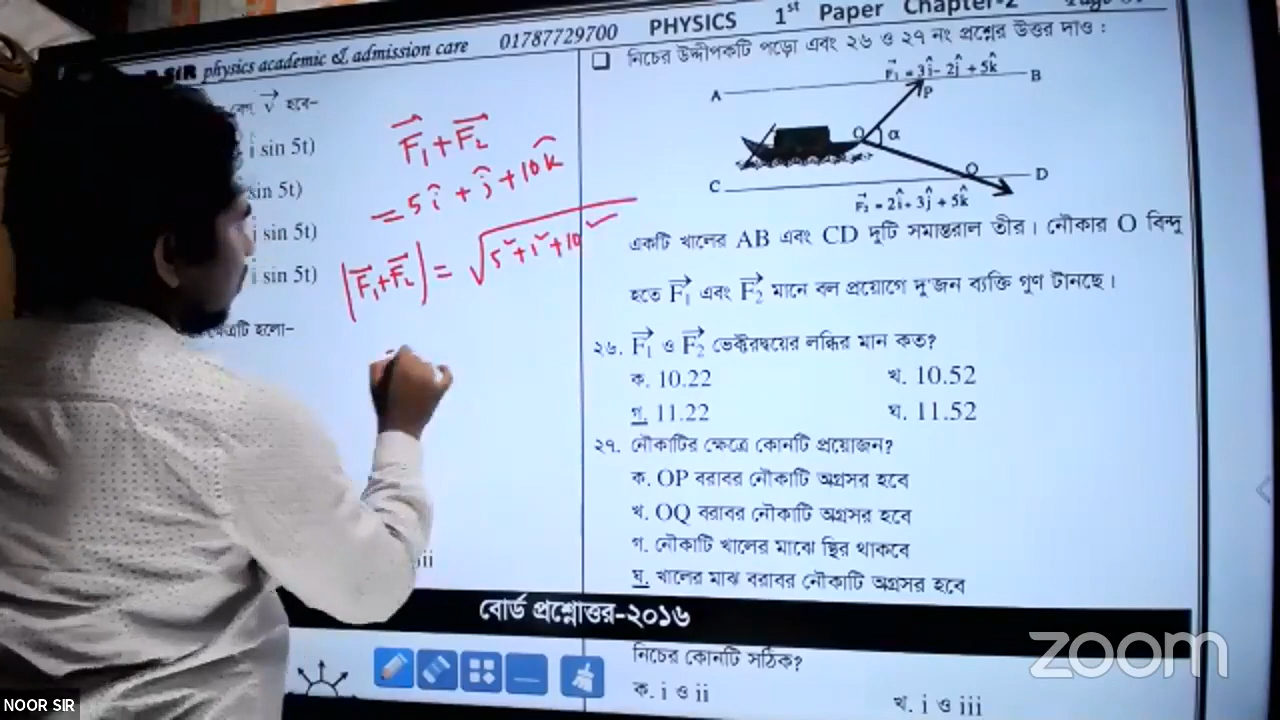 SIR physics academic & admission care 01787729700 PHYSICS 1st Paper Chapter-2
V⃗ হবে–
i sin 5t)
sin 5t)
j sin 5t)
i sin 5t)
হলো–
ii
F⃗₁+F⃗₂
= 5î + ĵ + 10k̂
|F⃗₁+F⃗₂| = √5²+1²+10²
❑ নিচের উদ্দীপকটি পড়ো এবং ২৬ ও ২৭ নং প্রশ্নের উত্তর দাও :
F⃗₁ = 3î - 2ĵ + 5k̂
A B
P
O α
Q
C D
F⃗₂ = 2î+ 3ĵ + 5k̂
একটি খালের AB এবং CD দুটি সমান্তরাল তীর। নৌকার O বিন্দু
হতে F⃗₁ এবং F⃗₂ মানে বল প্রয়োগে দু'জন ব্যক্তি গুণ টানছে।
২৬. F⃗₁ ও F⃗₂ ভেক্টরদ্বয়ের লব্ধির মান কত?
ক. 10.22 খ. 10.52
গ. 11.22 ঘ. 11.52
২৭. নৌকাটির ক্ষেত্রে কোনটি প্রয়োজন?
ক. OP বরাবর নৌকাটি অগ্রসর হবে
খ. OQ বরাবর নৌকাটি অগ্রসর হবে
গ. নৌকাটি খালের মাঝে স্থির থাকবে
ঘ. খালের মাঝ বরাবর নৌকাটি অগ্রসর হবে
বোর্ড প্রশ্নোত্তর-২০১৬
নিচের কোনটি সঠিক?
ক. i ও ii খ. i ও iii
zoom
NOOR SIR